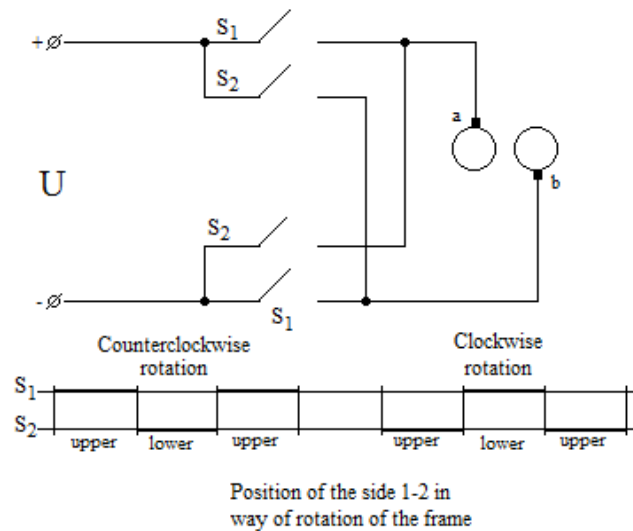 S1
+
S2
a
U
b
S2
-
S1
Counterclockwise
rotation
Clockwise
rotation
S1
S2
upper lower upper upper lower upper
Position of the side 1-2 in
way of rotation of the frame